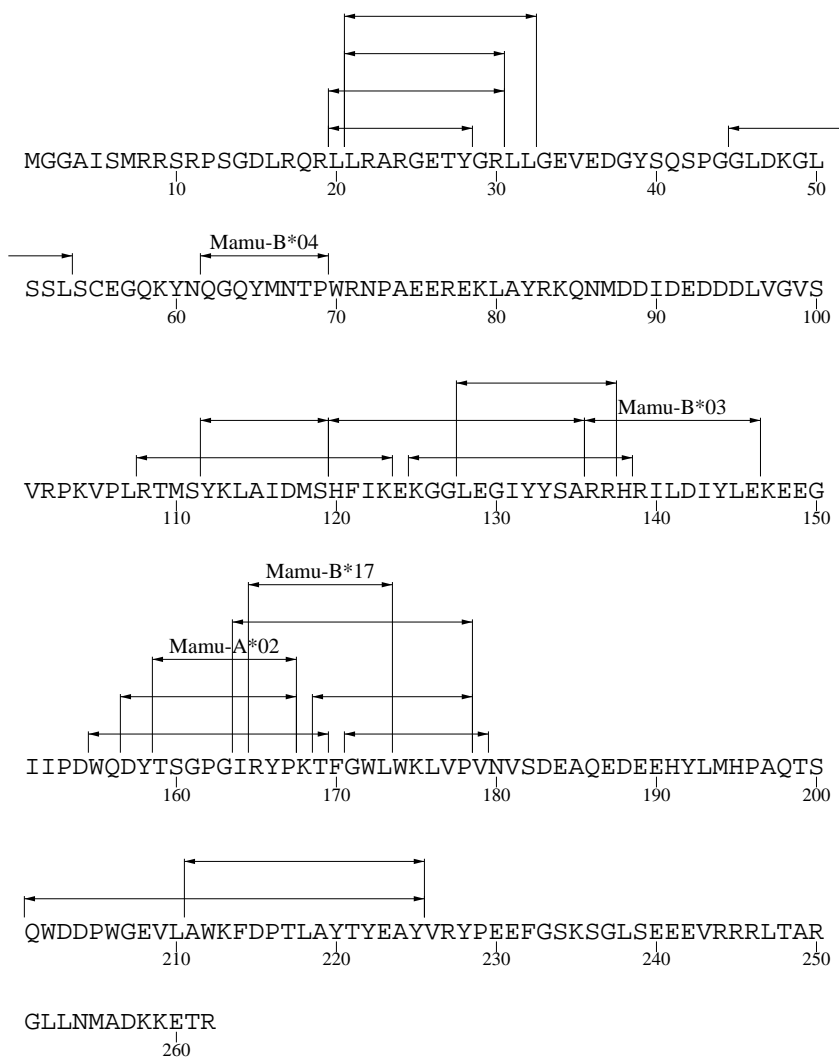 MGGAISMRRSRPSGDLRQRLLRARGETYGRLLGEVEDGYSQSPGGLDKGL
10 20 30 40 50
Mamu-B*04
SSLSCEGQKYNQGQYMNTPWRNPAEEREKLAYRKQNMDDIDEDDDLVGVS
60 70 80 90 100
Mamu-B*03
VRPKVPLRTMSYKLAIDMSHFIKEKGGLEGIYYSARRHRILDIYLEKEEG
110 120 130 140 150
Mamu-B*17
Mamu-A*02
IIPDWQDYTSGPGIRYPKTFGWLWKLVPVNVSDEAQEDEEHYLMHPAQTS
160 170 180 190 200
QWDDPWGEVLAWKFDPTLAYTYEAYVRYPEEFGSKSGLSEEEVRRRLTAR
210 220 230 240 250
GLLNMADKKETR
260